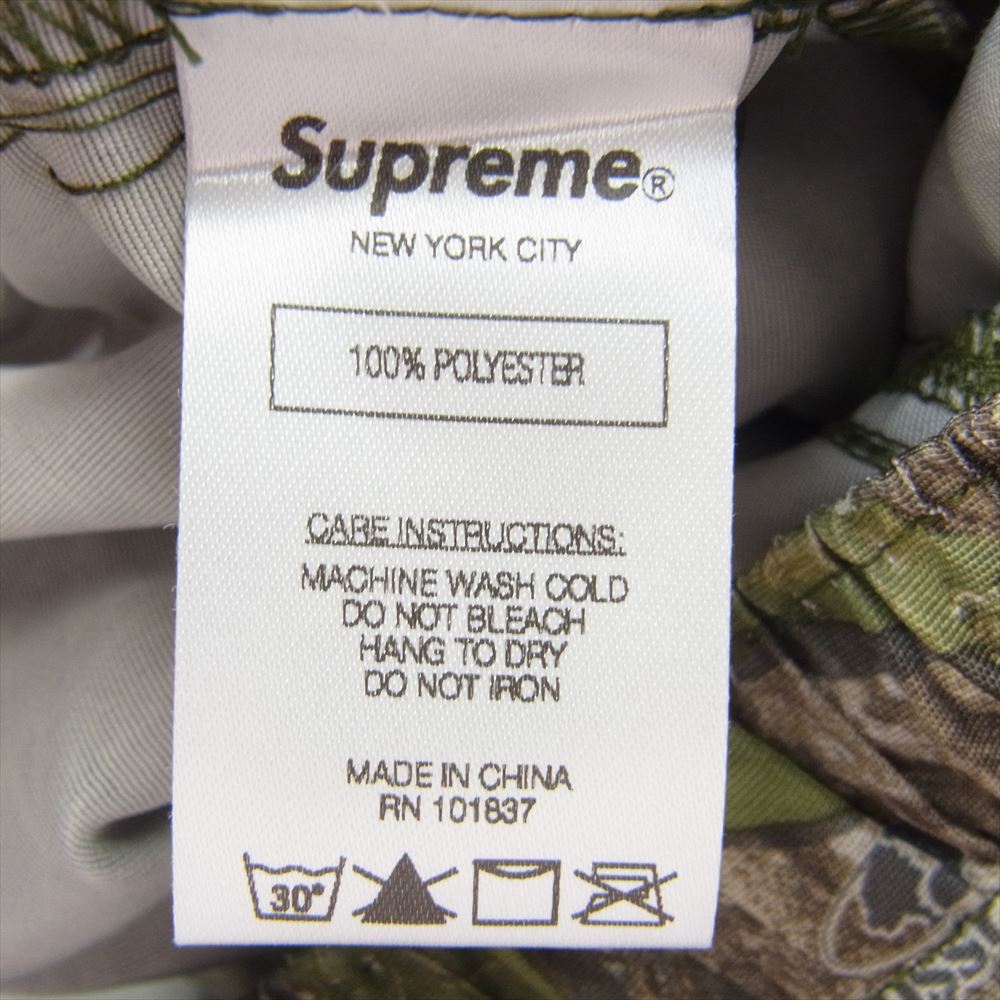 Supreme®
NEW YORK CITY
100% POLYESTER
CARE INSTRUCTIONS:
MACHINE WASH COLD
DO NOT BLEACH
HANG TO DRY
DO NOT IRON
MADE IN CHINA
RN 101837
30°